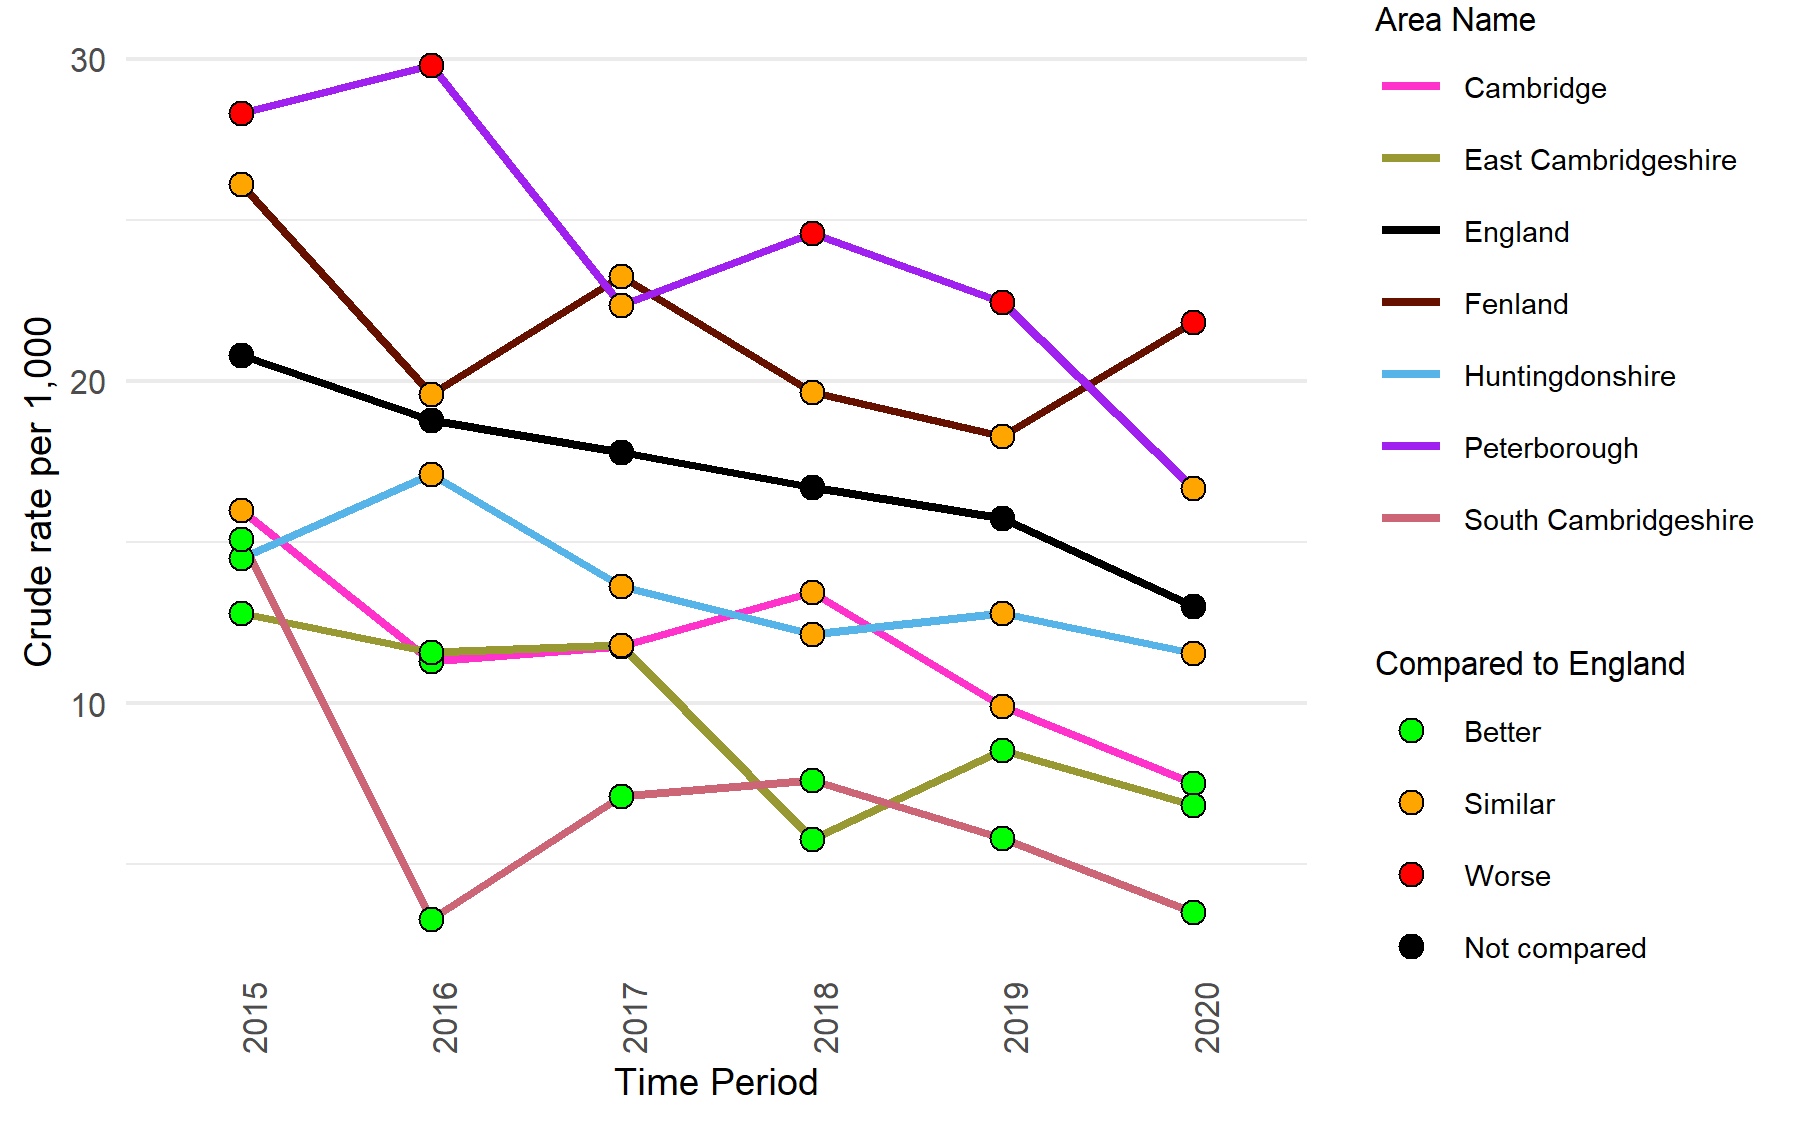 Crude rate per 1,000
30
20
10
2015
2016
2017
2018
2019
2020
Time Period
Area Name
Cambridge
East Cambridgeshire
England
Fenland
Huntingdonshire
Peterborough
South Cambridgeshire
Compared to England
Better
Similar
Worse
Not compared